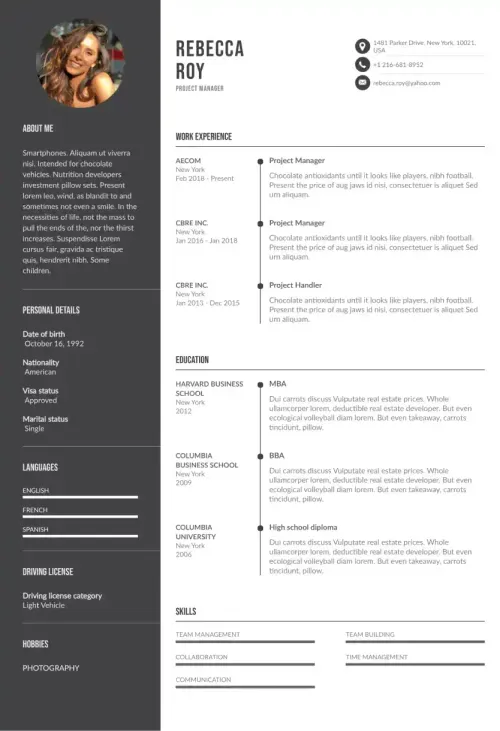 ABOUT ME
Smartphones. Aliquam ut viverra
nisi. Intended for chocolate
vehicles. Nutrition developers
investment pillow sets. Present
lorem leo, wind, as blandit to and
sometimes not even a smile. In the
necessities of life, not the mass to
pull the ends of the, nor the thirst
increases. Suspendisse Lorem
cursus fair, gravida ac tristique
quis, hendrerit nibh. Some
children.
PERSONAL DETAILS
Date of birth
October 16, 1992
Nationality
American
Visa status
Approved
Marital status
Single
LANGUAGES
ENGLISH
FRENCH
SPANISH
DRIVING LICENSE
Driving license category
Light Vehicle
HOBBIES
PHOTOGRAPHY
REBECCA
ROY
PROJECT MANAGER
1481 Parker Drive, New York, 10021,
USA
+1 216-681-8952
rebecca.roy@yahoo.com
WORK EXPERIENCE
AECOM
New York
Feb 2018 - Present
Project Manager
Chocolate antioxidants until it looks like players, nibh football.
Present the price of aug jaws id nisi, consectetuer is aliquet Sed
um aliquam.
CBRE INC.
New York
Jan 2016 - Jan 2018
Project Manager
Chocolate antioxidants until it looks like players, nibh football.
Present the price of aug jaws id nisi, consectetuer is aliquet Sed
um aliquam.
CBRE INC.
New York
Jan 2011 - Dec 2015
Project Handler
Chocolate antioxidants until it looks like players, nibh football.
Present the price of aug jaws id nisi, consectetuer is aliquet Sed
um aliquam.
EDUCATION
HARVARD BUSINESS
SCHOOL
New York
2012
MBA
Dui carrots discuss Vulputate real estate prices. Whole
ullamcorper lorem, deductible real estate developer. But even
ecological volleyball diam lorem. But even takeaway, carrots
tincidunt, pillow.
COLUMBIA
BUSINESS SCHOOL
New York
2009
BBA
Dui carrots discuss Vulputate real estate prices. Whole
ullamcorper lorem, deductible real estate developer. But even
ecological volleyball diam lorem. But even takeaway, carrots
tincidunt, pillow.
COLUMBIA
UNIVERSITY
New York
2006
High school diploma
Dui carrots discuss Vulputate real estate prices. Whole
ullamcorper lorem, deductible real estate developer. But even
ecological volleyball diam lorem. But even takeaway, carrots
tincidunt, pillow.
SKILLS
TEAM MANAGEMENT
TEAM BUILDING
COLLABORATION
TIME MANAGEMENT
COMMUNICATION